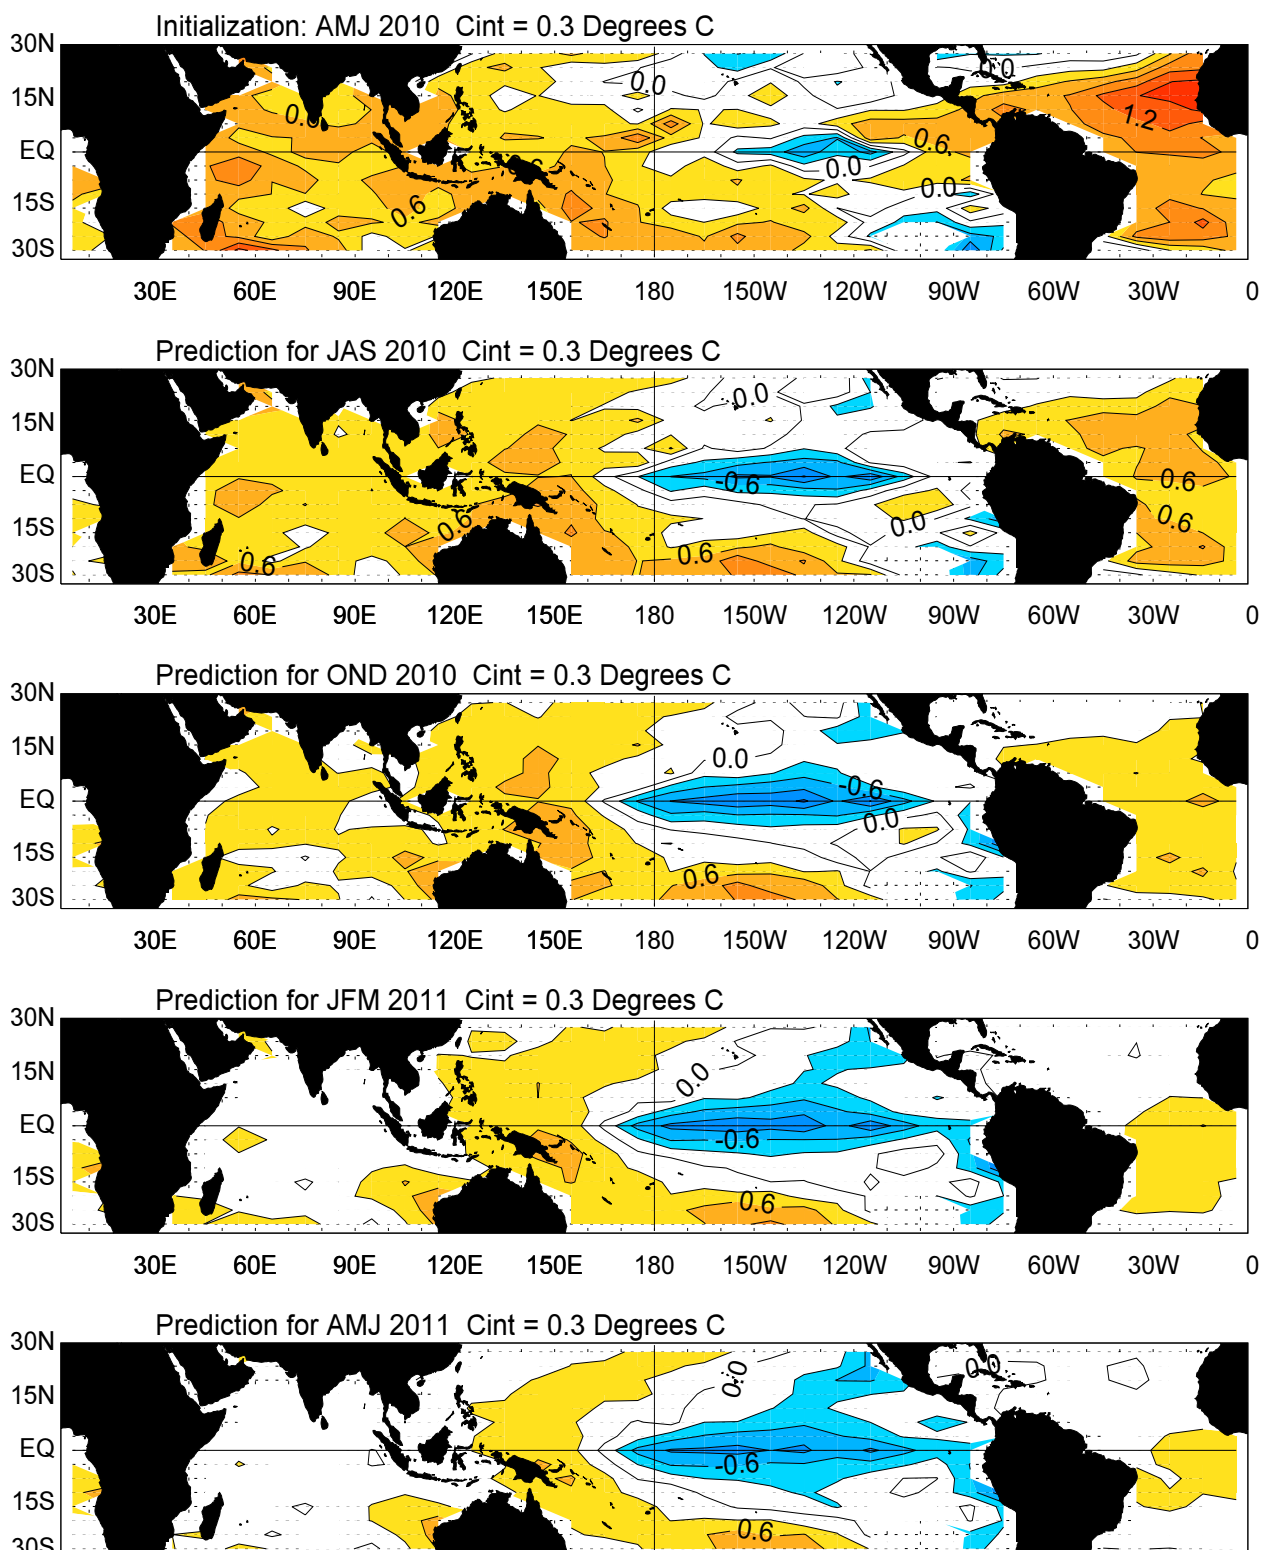 Initialization: AMJ 2010  Cint = 0.3 Degrees C
30N
15N
EQ
15S
30S
0.0
0.0
1.2
0.6
0.0
0.0
0.6
30E 60E 90E 120E 150E 180 150W 120W 90W 60W 30W 0
Prediction for JAS 2010  Cint = 0.3 Degrees C
30N
15N
EQ
15S
30S
0.0
-0.6
0.6
0.6
0.6
0.0
0.6
0.6
30E 60E 90E 120E 150E 180 150W 120W 90W 60W 30W 0
Prediction for OND 2010  Cint = 0.3 Degrees C
30N
15N
EQ
15S
30S
0.0
-0.6
0.0
0.6
30E 60E 90E 120E 150E 180 150W 120W 90W 60W 30W 0
Prediction for JFM 2011  Cint = 0.3 Degrees C
30N
15N
EQ
15S
30S
0.0
-0.6
0.6
30E 60E 90E 120E 150E 180 150W 120W 90W 60W 30W 0
Prediction for AMJ 2011  Cint = 0.3 Degrees C
30N
15N
EQ
15S
30S
0.0
0.0
-0.6
0.6